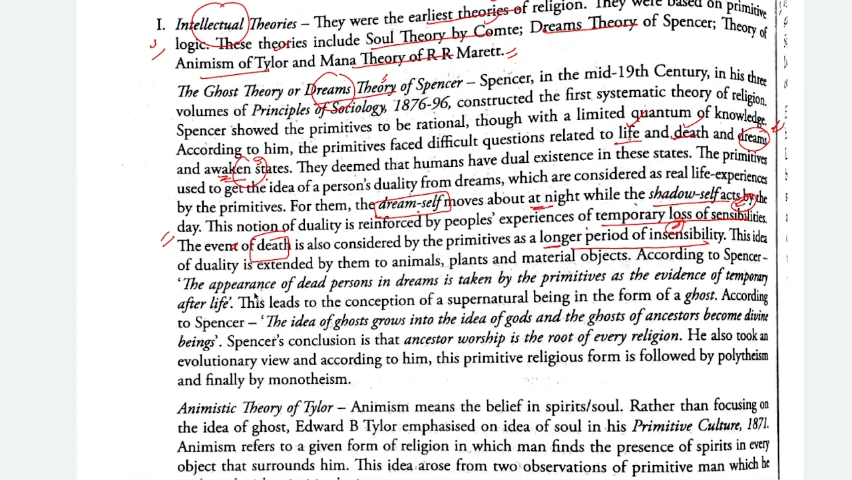 religion. They were based on primitive
I. Intellectual Theories – They were the earliest theories of
logic. These theories include Soul Theory by Comte; Dreams Theory of Spencer; Theory of
Animism of Tylor and Mana Theory of R R Marett.
The Ghost Theory or Dreams Theory of Spencer – Spencer, in the mid-19th Century, in his three
volumes of Principles of Sociology, 1876-96, constructed the first systematic theory of religion.
Spencer showed the primitives to be rational, though with a limited quantum of knowledge.
According to him, the primitives faced difficult questions related to life and death and dreams
and awaken states. They deemed that humans have dual existence in these states. The primitives
used to get the idea of a person's duality from dreams, which are considered as real life-experiences
by the primitives. For them, the dream-self moves about at night while the shadow-self acts by the
day. This notion of duality is reinforced by peoples' experiences of temporary loss of sensibilities.
The event of death is also considered by the primitives as a longer period of insensibility. This idea
of duality is extended by them to animals, plants and material objects. According to Spencer–
'The appearance of dead persons in dreams is taken by the primitives as the evidence of temporary
after life'. This leads to the conception of a supernatural being in the form of a ghost. According
to Spencer – 'The idea of ghosts grows into the idea of gods and the ghosts of ancestors become divine
beings'. Spencer's conclusion is that ancestor worship is the root of every religion. He also took an
evolutionary view and according to him, this primitive religious form is followed by polytheism
and finally by monotheism.
Animistic Theory of Tylor – Animism means the belief in spirits/soul. Rather than focusing on
the idea of ghost, Edward B Tylor emphasised on idea of soul in his Primitive Culture, 1871.
Animism refers to a given form of religion in which man finds the presence of spirits in every
object that surrounds him. This idea arose from two observations of primitive man which he